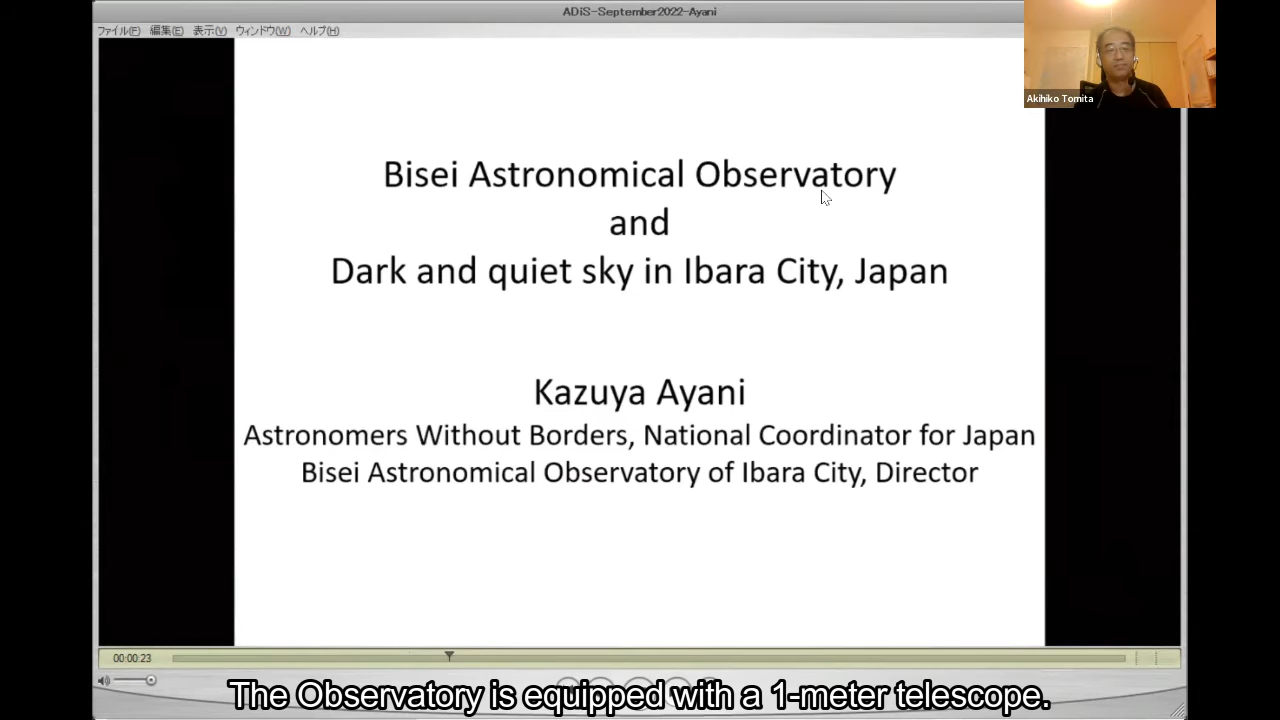 ADiS-September2022-Ayani
ファイル(F) 編集(E) 表示(V) ウィンドウ(W) ヘルプ(H)
Akihiko Tomita
Bisei Astronomical Observatory
and
Dark and quiet sky in Ibara City, Japan
Kazuya Ayani
Astronomers Without Borders, National Coordinator for Japan
Bisei Astronomical Observatory of Ibara City, Director
00:00:23
The Observatory is equipped with a 1-meter telescope.